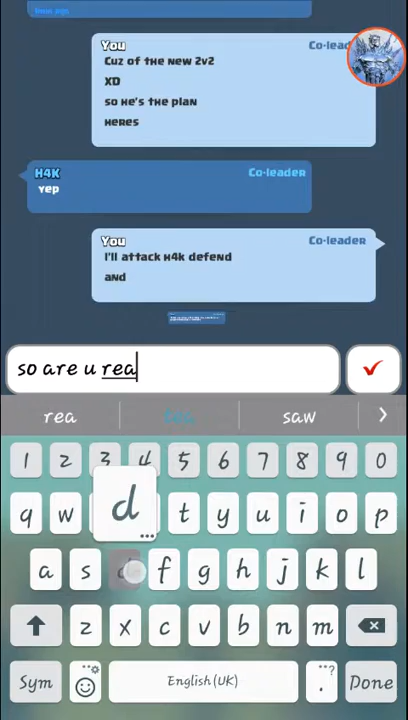 You Co-leader
Cuz of the new 2v2
XD
so He's the plan
HERES
H4K Co-leader
Yep
You Co-leader
I'll attack H4k defend
and
so are u rea
rea tea saw >
1 2 3 4 5 6 7 8 9 0
q w d t y u i o p
a s d f g h j k l
z x c v b n m
Sym English (UK) . Done